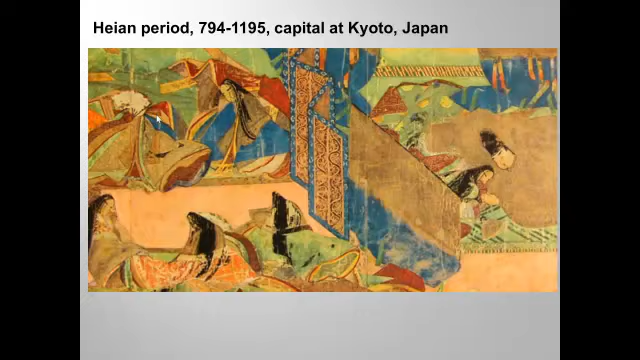 Heian period, 794-1195, capital at Kyoto, Japan